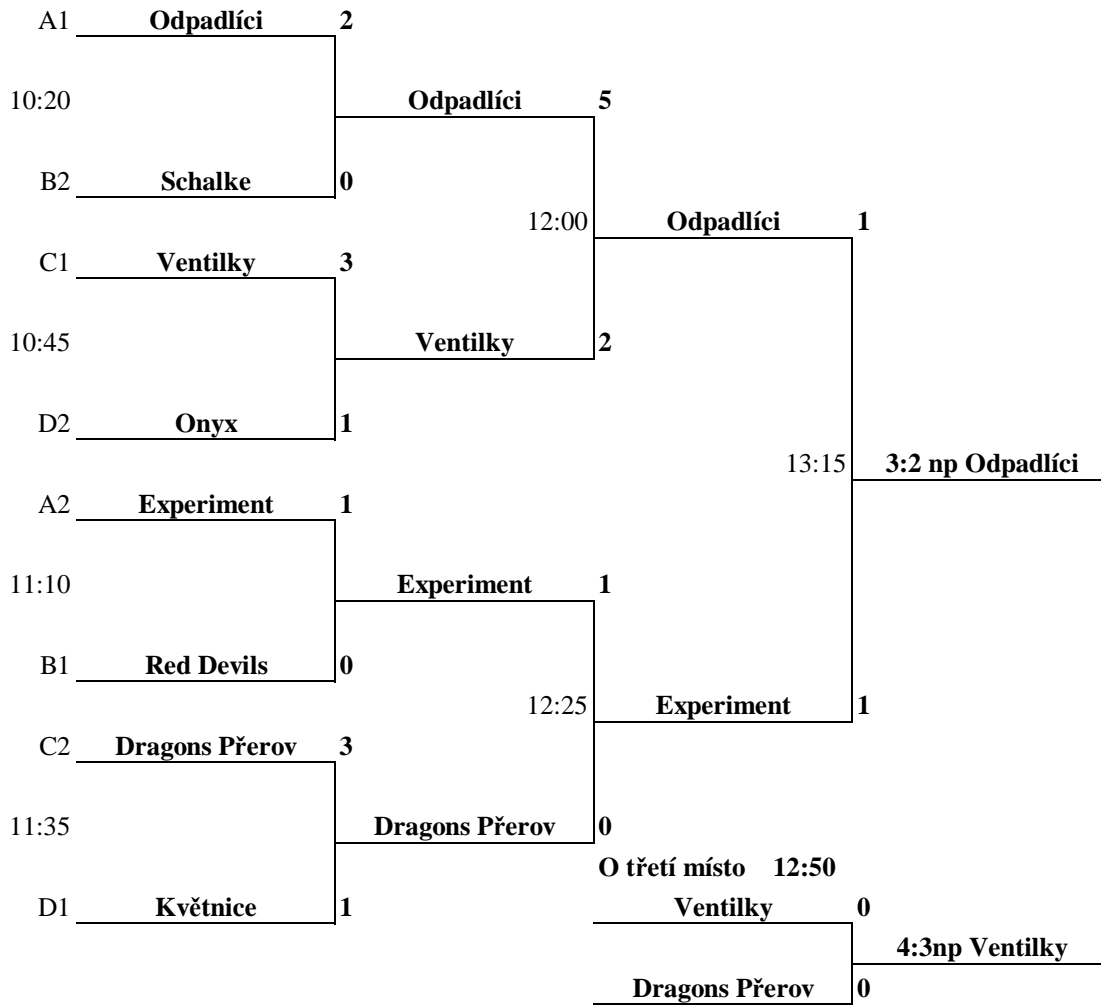 A1 Odpadlíci 2
10:20 Odpadlíci 5
B2 Schalke 0
12:00 Odpadlíci 1
C1 Ventilky 3
10:45 Ventilky 2
D2 Onyx 1
13:15 3:2 np Odpadlíci
A2 Experiment 1
11:10 Experiment 1
B1 Red Devils 0
12:25 Experiment 1
C2 Dragons Přerov 3
11:35 Dragons Přerov 0
O třetí místo 12:50
D1 Květnice 1 Ventilky 0
4:3np Ventilky
Dragons Přerov 0